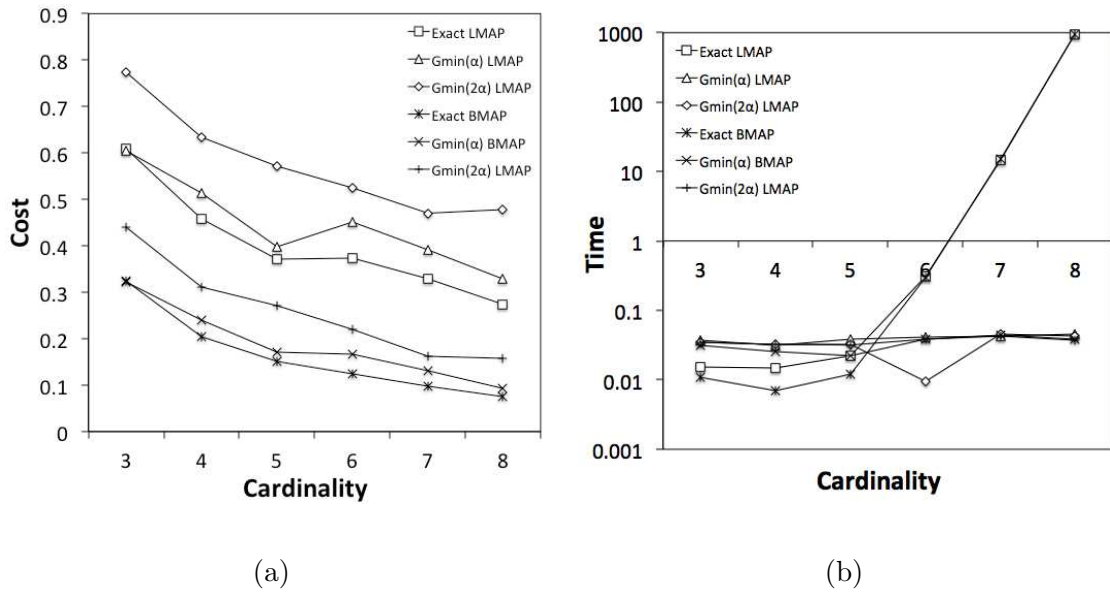 0.9
0.8
0.7
0.6
0.5
0.4
0.3
0.2
0.1
0
Cost
3 4 5 6 7 8
Cardinality
Exact LMAP
Gmin(α) LMAP
Gmin(2α) LMAP
Exact BMAP
Gmin(α) BMAP
Gmin(2α) LMAP
(a)
1000
100
10
1
0.1
0.01
0.001
Time
3 4 5 6 7 8
Cardinality
Exact LMAP
Gmin(α) LMAP
Gmin(2α) LMAP
Exact BMAP
Gmin(α) BMAP
Gmin(2α) LMAP
(b)